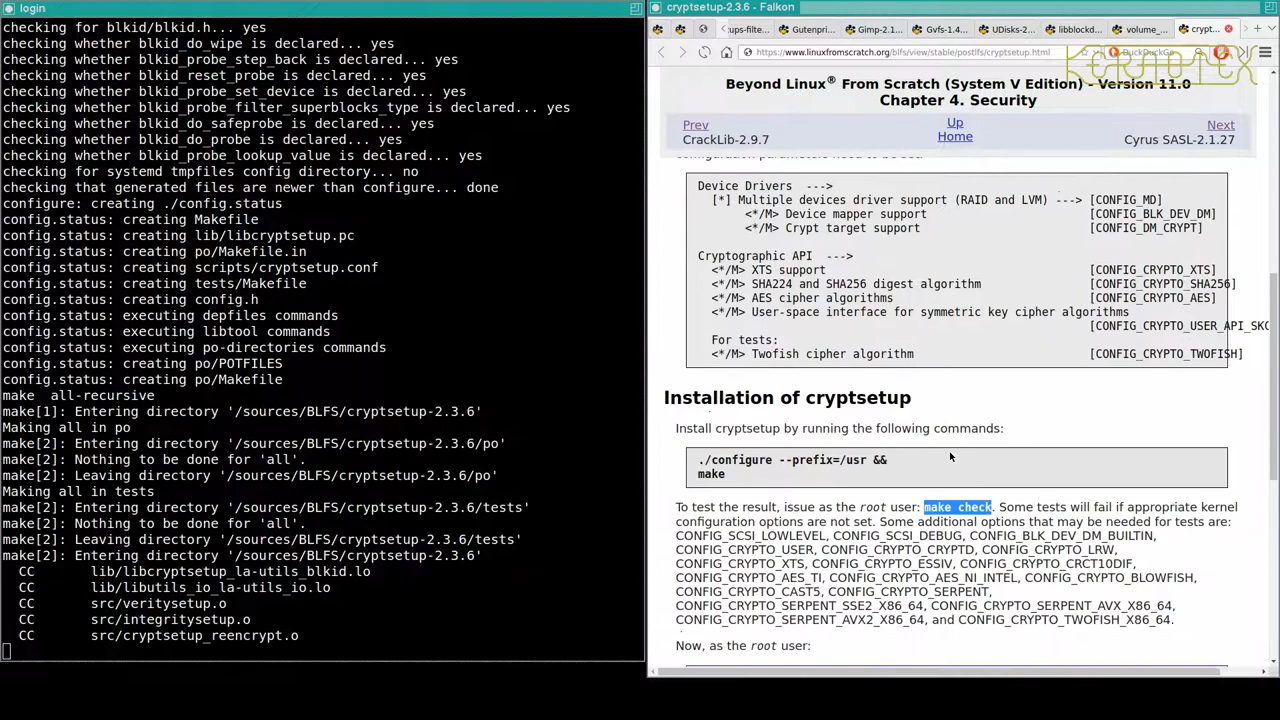 login
checking for blkid/blkid.h... yes
checking whether blkid_do_wipe is declared... yes
checking whether blkid_probe_step_back is declared... yes
checking whether blkid_reset_probe is declared... yes
checking whether blkid_probe_set_device is declared... yes
checking whether blkid_probe_filter_superblocks_type is declared... yes
checking whether blkid_do_safeprobe is declared... yes
checking whether blkid_do_probe is declared... yes
checking whether blkid_probe_lookup_value is declared... yes
checking for systemd tmpfiles config directory... no
checking that generated files are newer than configure... done
configure: creating ./config.status
config.status: creating Makefile
config.status: creating lib/libcryptsetup.pc
config.status: creating po/Makefile.in
config.status: creating scripts/cryptsetup.conf
config.status: creating tests/Makefile
config.status: creating config.h
config.status: executing depfiles commands
config.status: executing libtool commands
config.status: executing po-directories commands
config.status: creating po/POTFILES
config.status: creating po/Makefile
make  all-recursive
make[1]: Entering directory '/sources/BLFS/cryptsetup-2.3.6'
Making all in po
make[2]: Entering directory '/sources/BLFS/cryptsetup-2.3.6/po'
make[2]: Nothing to be done for 'all'.
make[2]: Leaving directory '/sources/BLFS/cryptsetup-2.3.6/po'
Making all in tests
make[2]: Entering directory '/sources/BLFS/cryptsetup-2.3.6/tests'
make[2]: Nothing to be done for 'all'.
make[2]: Leaving directory '/sources/BLFS/cryptsetup-2.3.6/tests'
make[2]: Entering directory '/sources/BLFS/cryptsetup-2.3.6'
CC lib/libcryptsetup_la-utils_blkid.lo
CC lib/libutils_io_la-utils_io.lo
CC src/veritysetup.o
CC src/integritysetup.o
CC src/cryptsetup_reencrypt.o
cryptsetup-2.3.6 - Falkon
ups-filte... Gutenpri... Gimp-2.1... Gvfs-1.4... UDisks-2... libblockd... volume_... crypt...
https://www.linuxfromscratch.org/blfs/view/stable/postlfs/cryptsetup.html DuckDuckGo
KERNOTEX
Beyond Linux® From Scratch (System V Edition) - Version 11.0
Chapter 4. Security
Prev Up Next
CrackLib-2.9.7 Home Cyrus SASL-2.1.27
Device Drivers --->
[*] Multiple devices driver support (RAID and LVM) ---> [CONFIG_MD]
<*/M> Device mapper support [CONFIG_BLK_DEV_DM]
<*/M> Crypt target support [CONFIG_DM_CRYPT]
Cryptographic API --->
<*/M> XTS support [CONFIG_CRYPTO_XTS]
<*/M> SHA224 and SHA256 digest algorithm [CONFIG_CRYPTO_SHA256]
<*/M> AES cipher algorithms [CONFIG_CRYPTO_AES]
<*/M> User-space interface for symmetric key cipher algorithms
[CONFIG_CRYPTO_USER_API_SK
For tests:
<*/M> Twofish cipher algorithm [CONFIG_CRYPTO_TWOFISH]
Installation of cryptsetup
Install cryptsetup by running the following commands:
./configure --prefix=/usr &&
make
To test the result, issue as the root user: make check. Some tests will fail if appropriate kernel
configuration options are not set. Some additional options that may be needed for tests are:
CONFIG_SCSI_LOWLEVEL, CONFIG_SCSI_DEBUG, CONFIG_BLK_DEV_DM_BUILTIN,
CONFIG_CRYPTO_USER, CONFIG_CRYPTO_CRYPTD, CONFIG_CRYPTO_LRW,
CONFIG_CRYPTO_XTS, CONFIG_CRYPTO_ESSIV, CONFIG_CRYPTO_CRCT10DIF,
CONFIG_CRYPTO_AES_TI, CONFIG_CRYPTO_AES_NI_INTEL, CONFIG_CRYPTO_BLOWFISH,
CONFIG_CRYPTO_CAST5, CONFIG_CRYPTO_SERPENT,
CONFIG_CRYPTO_SERPENT_SSE2_X86_64, CONFIG_CRYPTO_SERPENT_AVX_X86_64,
CONFIG_CRYPTO_SERPENT_AVX2_X86_64, and CONFIG_CRYPTO_TWOFISH_X86_64.
Now, as the root user: